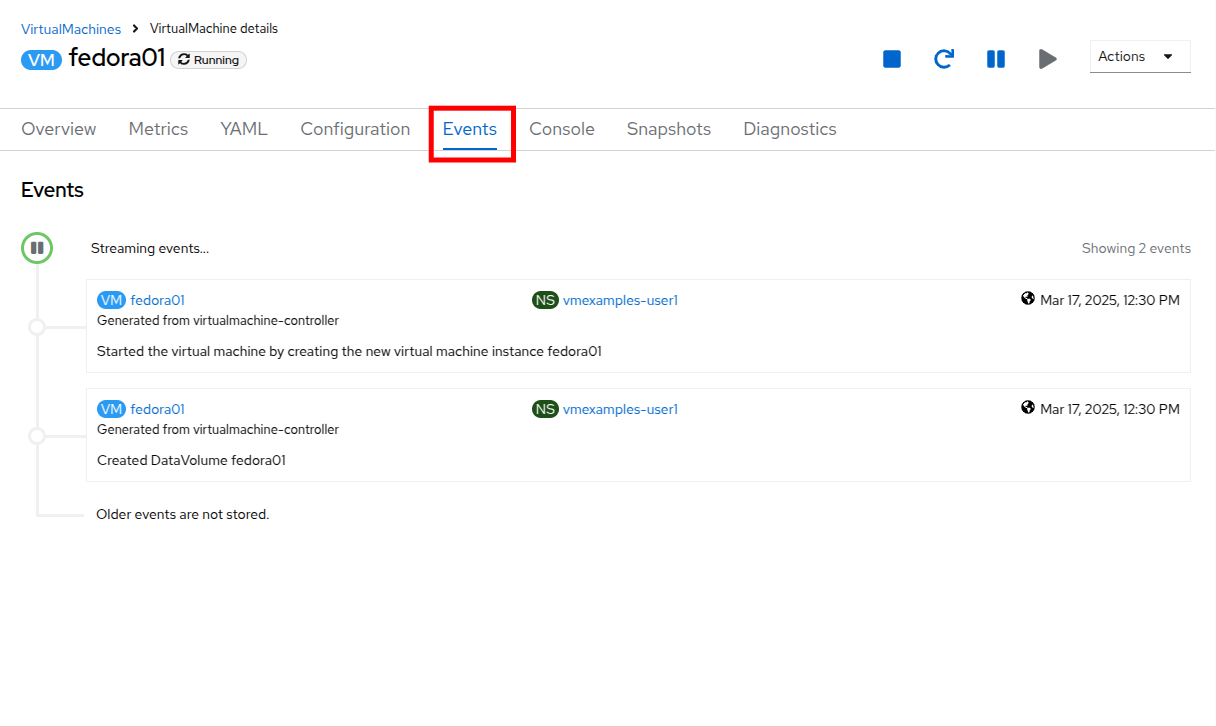 VirtualMachines > VirtualMachine details
VM fedora01 Running
Actions
Overview Metrics YAML Configuration Events Console Snapshots Diagnostics
Events
Streaming events... Showing 2 events
VM fedora01 NS vmexamples-user1 Mar 17, 2025, 12:30 PM
Generated from virtualmachine-controller
Started the virtual machine by creating the new virtual machine instance fedora01
VM fedora01 NS vmexamples-user1 Mar 17, 2025, 12:30 PM
Generated from virtualmachine-controller
Created DataVolume fedora01
Older events are not stored.